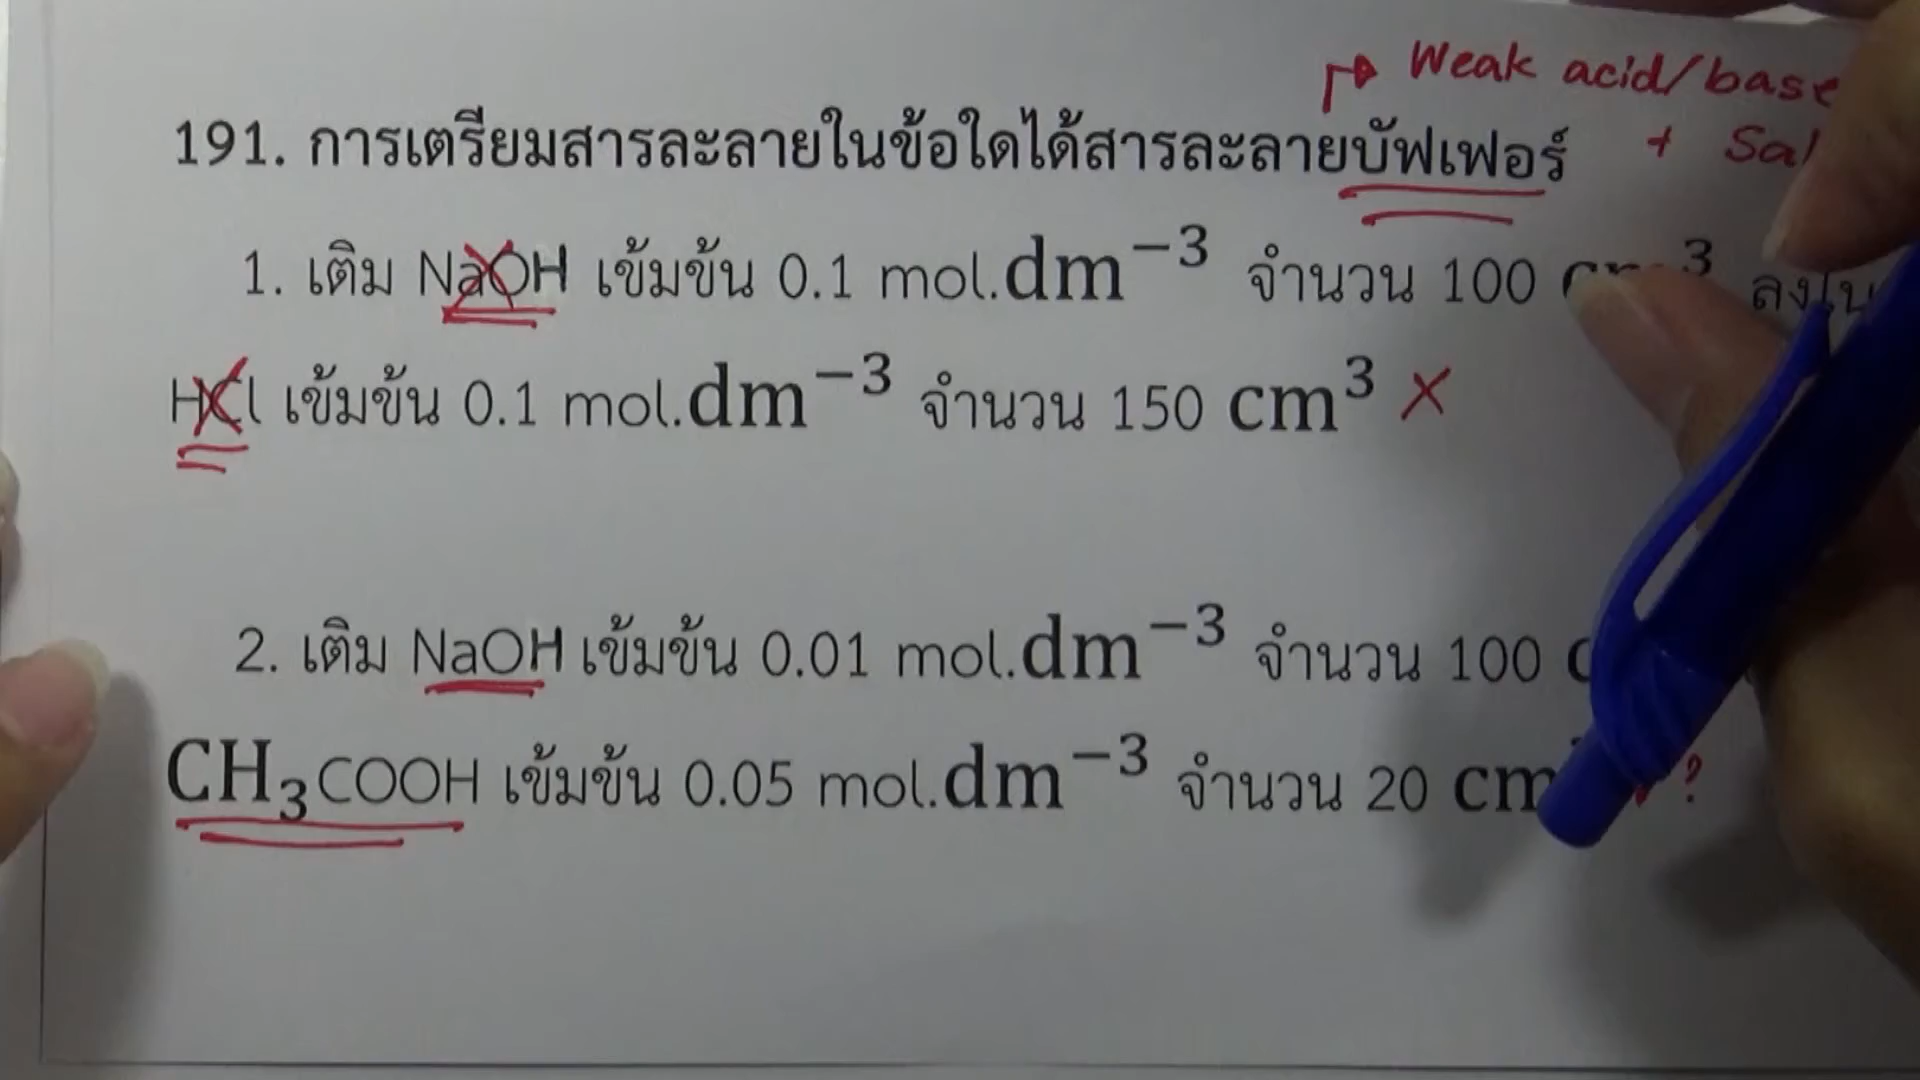 Weak acid/base
191. การเตรียมสารละลายในข้อใดได้สารละลายบัฟเฟอร์ +
1. เติม NaOH เข้มข้น 0.1 mol.dm⁻³ จำนวน 100 ลงใน
HCl เข้มข้น 0.1 mol.dm⁻³ จำนวน 150 cm³ X
2. เติม NaOH เข้มข้น 0.01 mol.dm⁻³ จำนวน 100
CH₃COOH เข้มข้น 0.05 mol.dm⁻³ จำนวน 20 cm ?